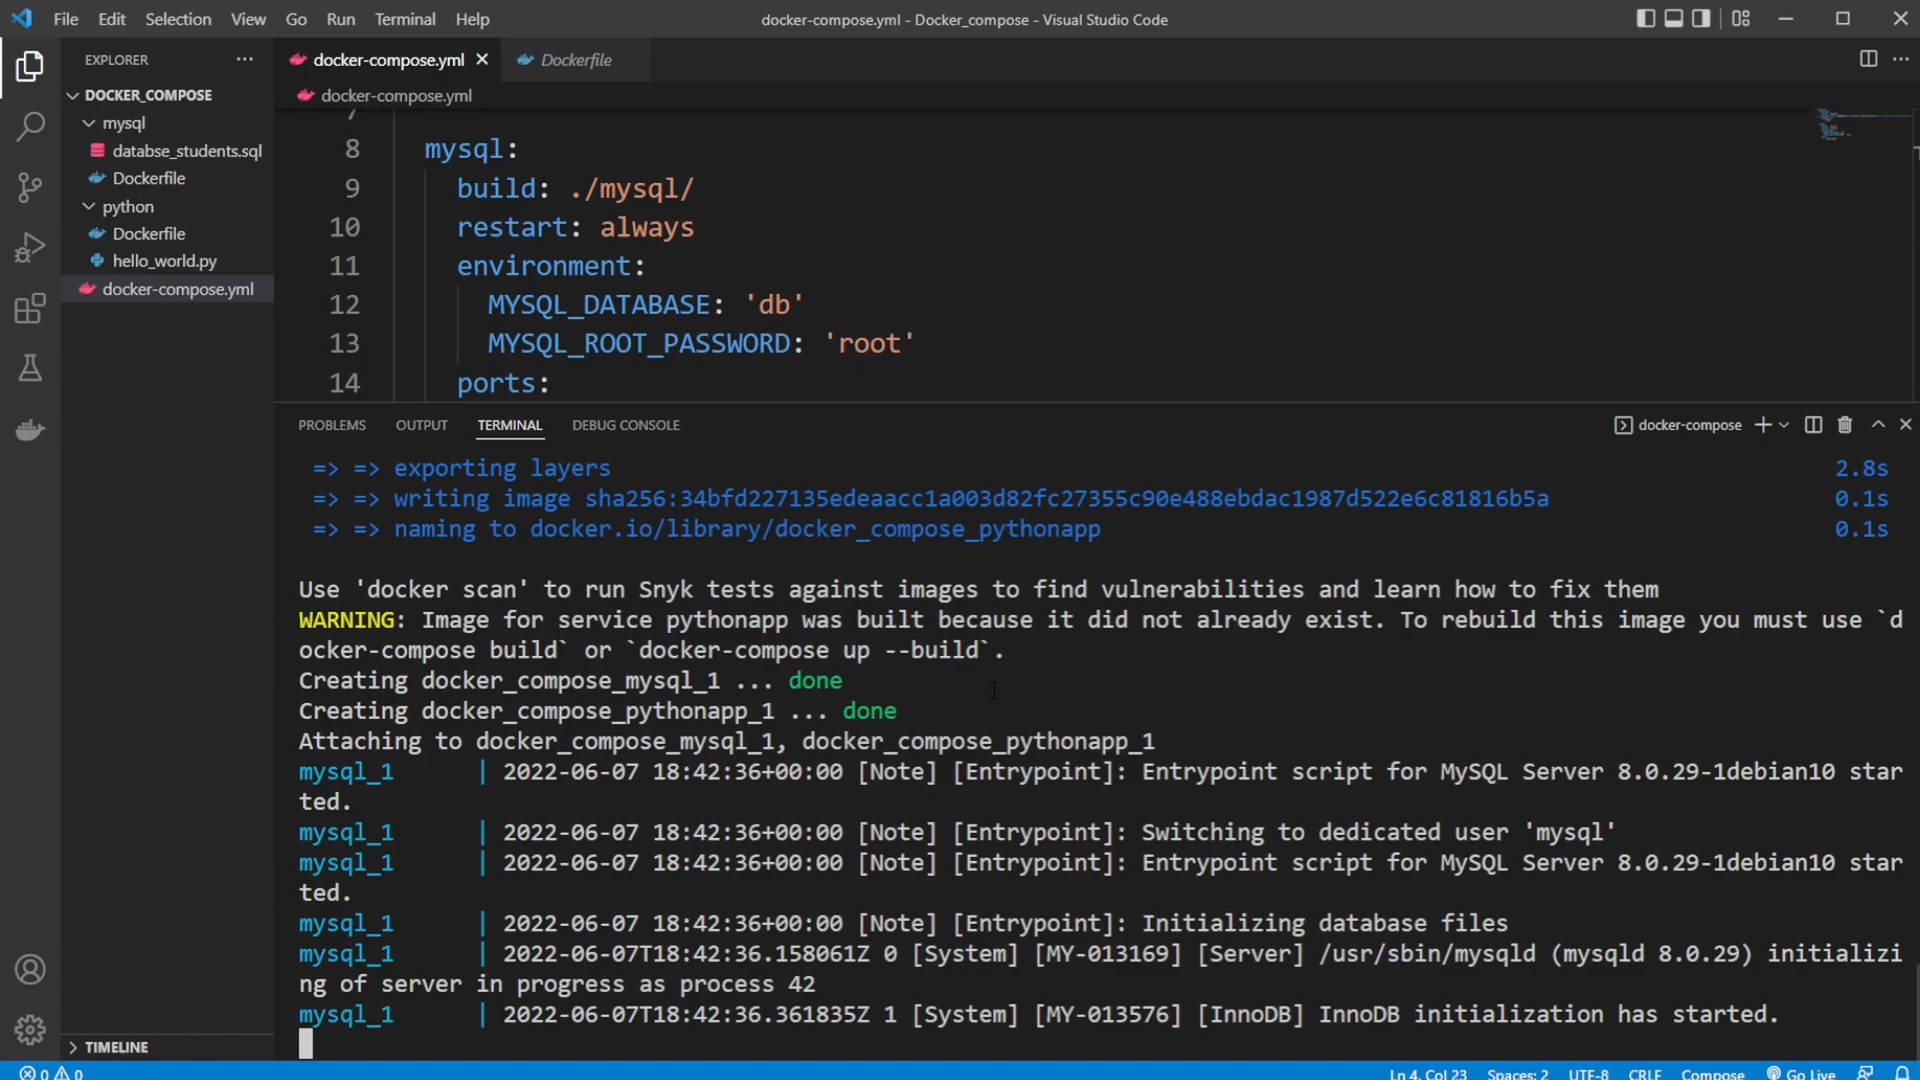 File Edit Selection View Go Run Terminal Help
docker-compose.yml - Docker_compose - Visual Studio Code
EXPLORER
DOCKER_COMPOSE
mysql
databse_students.sql
Dockerfile
python
Dockerfile
hello_world.py
docker-compose.yml
TIMELINE
docker-compose.yml
Dockerfile
docker-compose.yml
7
8 mysql:
9 build: ./mysql/
10 restart: always
11 environment:
12 MYSQL_DATABASE: 'db'
13 MYSQL_ROOT_PASSWORD: 'root'
14 ports:
PROBLEMS OUTPUT TERMINAL DEBUG CONSOLE
docker-compose
=> => exporting layers 2.8s
=> => writing image sha256:34bfd227135edeaacc1a003d82fc27355c90e488ebdac1987d522e6c81816b5a 0.1s
=> => naming to docker.io/library/docker_compose_pythonapp 0.1s
Use 'docker scan' to run Snyk tests against images to find vulnerabilities and learn how to fix them
WARNING: Image for service pythonapp was built because it did not already exist. To rebuild this image you must use `d
ocker-compose build` or `docker-compose up --build`.
Creating docker_compose_mysql_1 ... done
Creating docker_compose_pythonapp_1 ... done
Attaching to docker_compose_mysql_1, docker_compose_pythonapp_1
mysql_1 | 2022-06-07 18:42:36+00:00 [Note] [Entrypoint]: Entrypoint script for MySQL Server 8.0.29-1debian10 star
ted.
mysql_1 | 2022-06-07 18:42:36+00:00 [Note] [Entrypoint]: Switching to dedicated user 'mysql'
mysql_1 | 2022-06-07 18:42:36+00:00 [Note] [Entrypoint]: Entrypoint script for MySQL Server 8.0.29-1debian10 star
ted.
mysql_1 | 2022-06-07 18:42:36+00:00 [Note] [Entrypoint]: Initializing database files
mysql_1 | 2022-06-07T18:42:36.158061Z 0 [System] [MY-013169] [Server] /usr/sbin/mysqld (mysqld 8.0.29) initializi
ng of server in progress as process 42
mysql_1 | 2022-06-07T18:42:36.361835Z 1 [System] [MY-013576] [InnoDB] InnoDB initialization has started.
0 0
Ln 4, Col 23 Spaces: 2 UTF-8 CRLF Compose Go Live